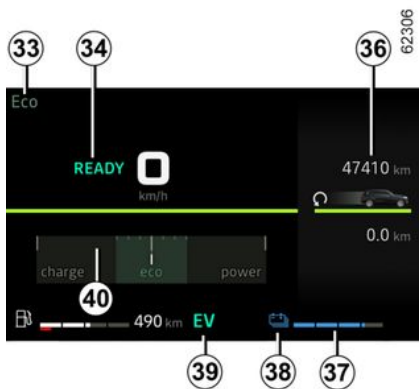 33
34
36
62306
Eco
READY 0
km/h
47410 km
0.0 km
charge
eco
power
40
490 km
EV
39
38
37